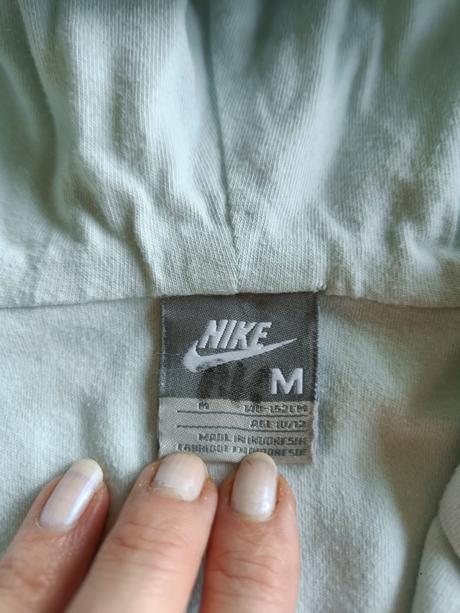 NIKE
M
M 140-152CM
AGE 10/12
MADE IN INDONESIA
FABRIQUE EN INDONESIE